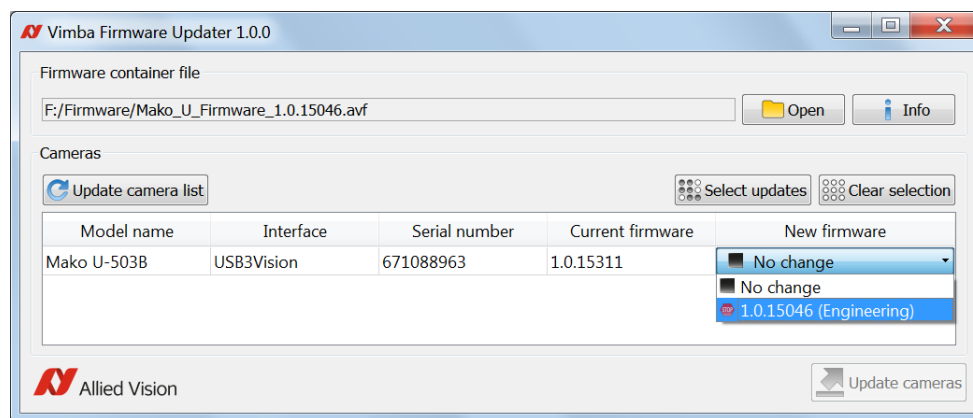 Vimba Firmware Updater 1.0.0
Firmware container file
F:/Firmware/Mako_U_Firmware_1.0.15046.avf
Open
Info
Cameras
Update camera list
Select updates
Clear selection
Model name Interface Serial number Current firmware New firmware
Mako U-503B USB3Vision 671088963 1.0.15311 No change
No change
STOP 1.0.15046 (Engineering)
Allied Vision
Update cameras